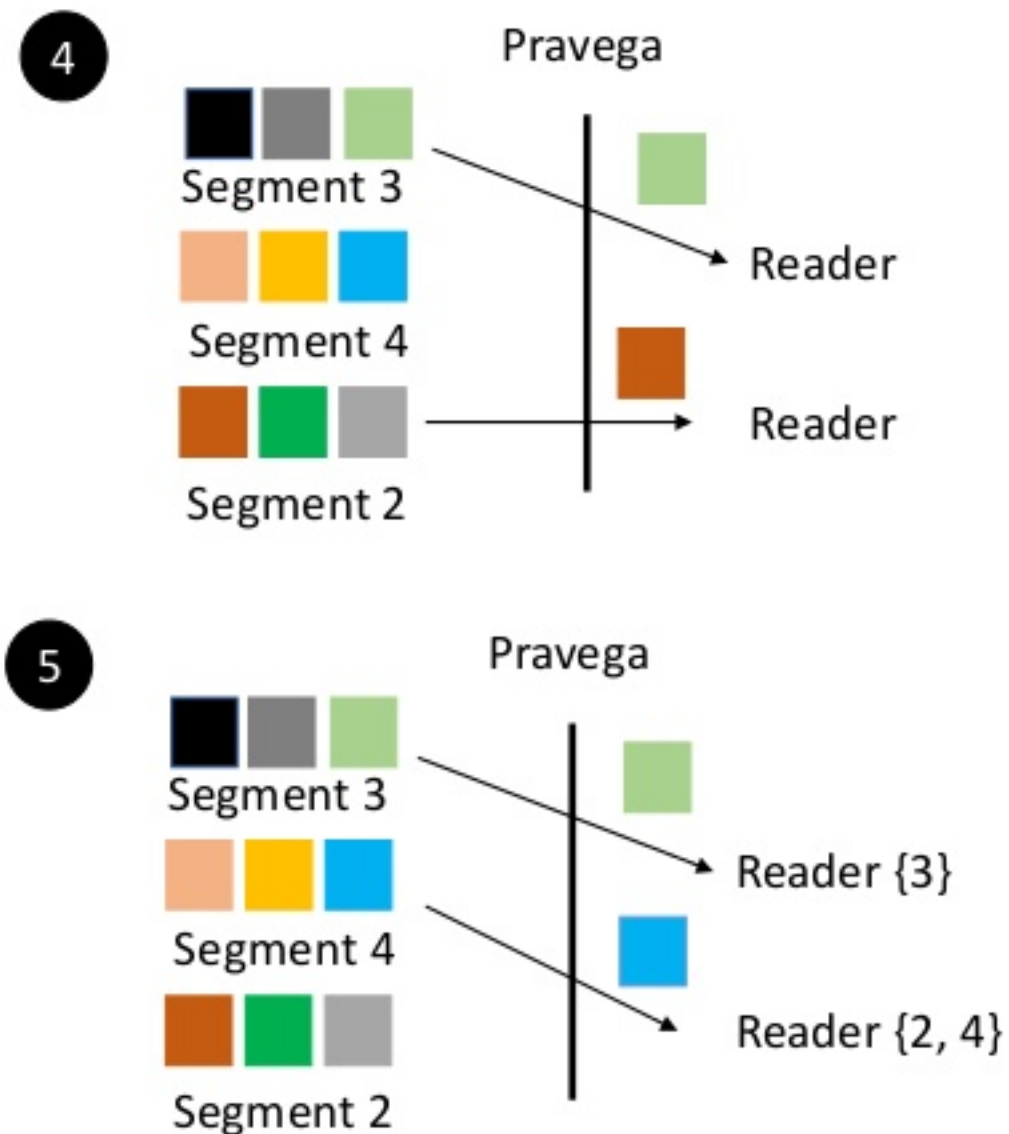 4
Pravega
Segment 3
Reader
Segment 4
Reader
Segment 2
5
Pravega
Segment 3
Reader {3}
Segment 4
Reader {2, 4}
Segment 2